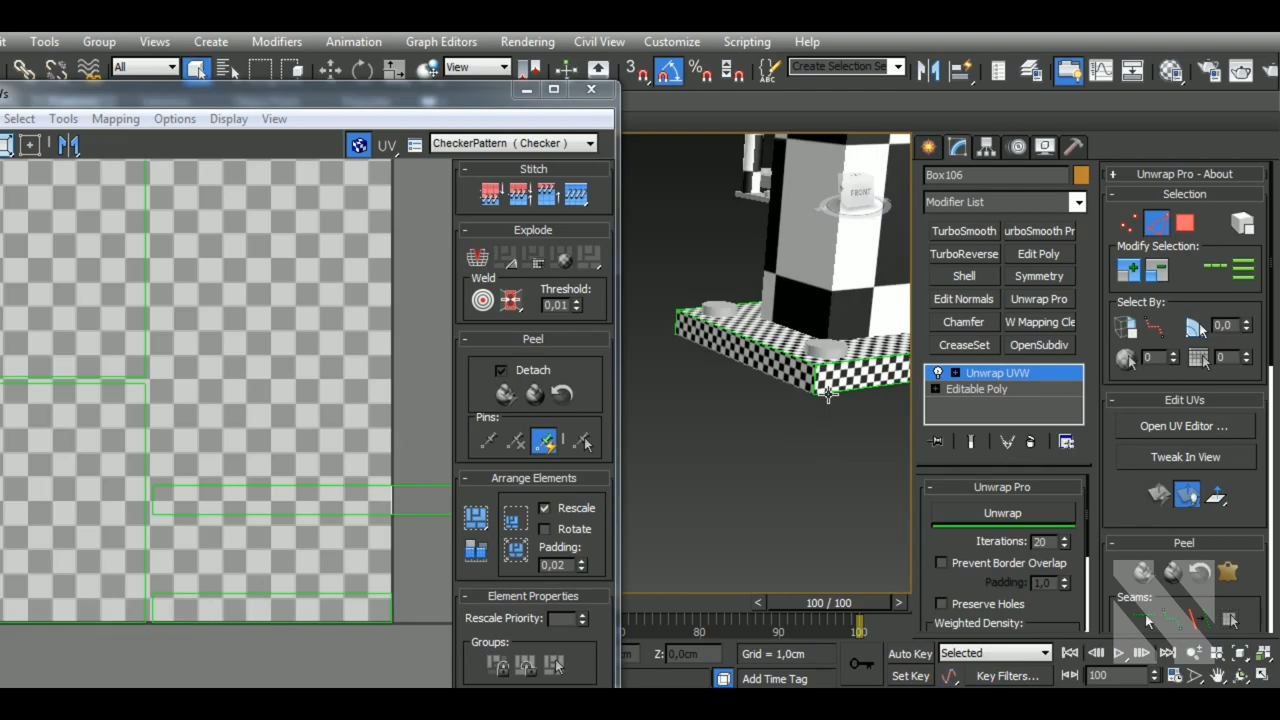 it Tools Group Views Create Modifiers Animation Graph Editors Rendering Civil View Customize Scripting Help
All View 3 ABC Create Selection Se
Select Tools Mapping Options Display View
UV CheckerPattern ( Checker )
Stitch
Explode
Weld Threshold:
0,01
Peel
Detach
Pins:
Arrange Elements
Rescale
Rotate
Padding:
0,02
Element Properties
Rescale Priority:
Groups:
FRONT
< 100 / 100 >
80 90 100
Z: 0,0cm Grid = 1,0cm Auto Key Selected
Add Time Tag Set Key Key Filters... 100
Box106
Modifier List
TurboSmooth urboSmooth Pr
TurboReverse Edit Poly
Shell Symmetry
Edit Normals Unwrap Pro
Chamfer W Mapping Cle
CreaseSet OpenSubdiv
Unwrap UVW
Editable Poly
Unwrap Pro
Unwrap
Iterations: 20
Prevent Border Overlap
Padding: 1,0
Preserve Holes
Weighted Density:
Unwrap Pro - About
Selection
Modify Selection:
Select By:
0,0
0 0
Edit UVs
Open UV Editor ...
Tweak In View
Peel
Seams: